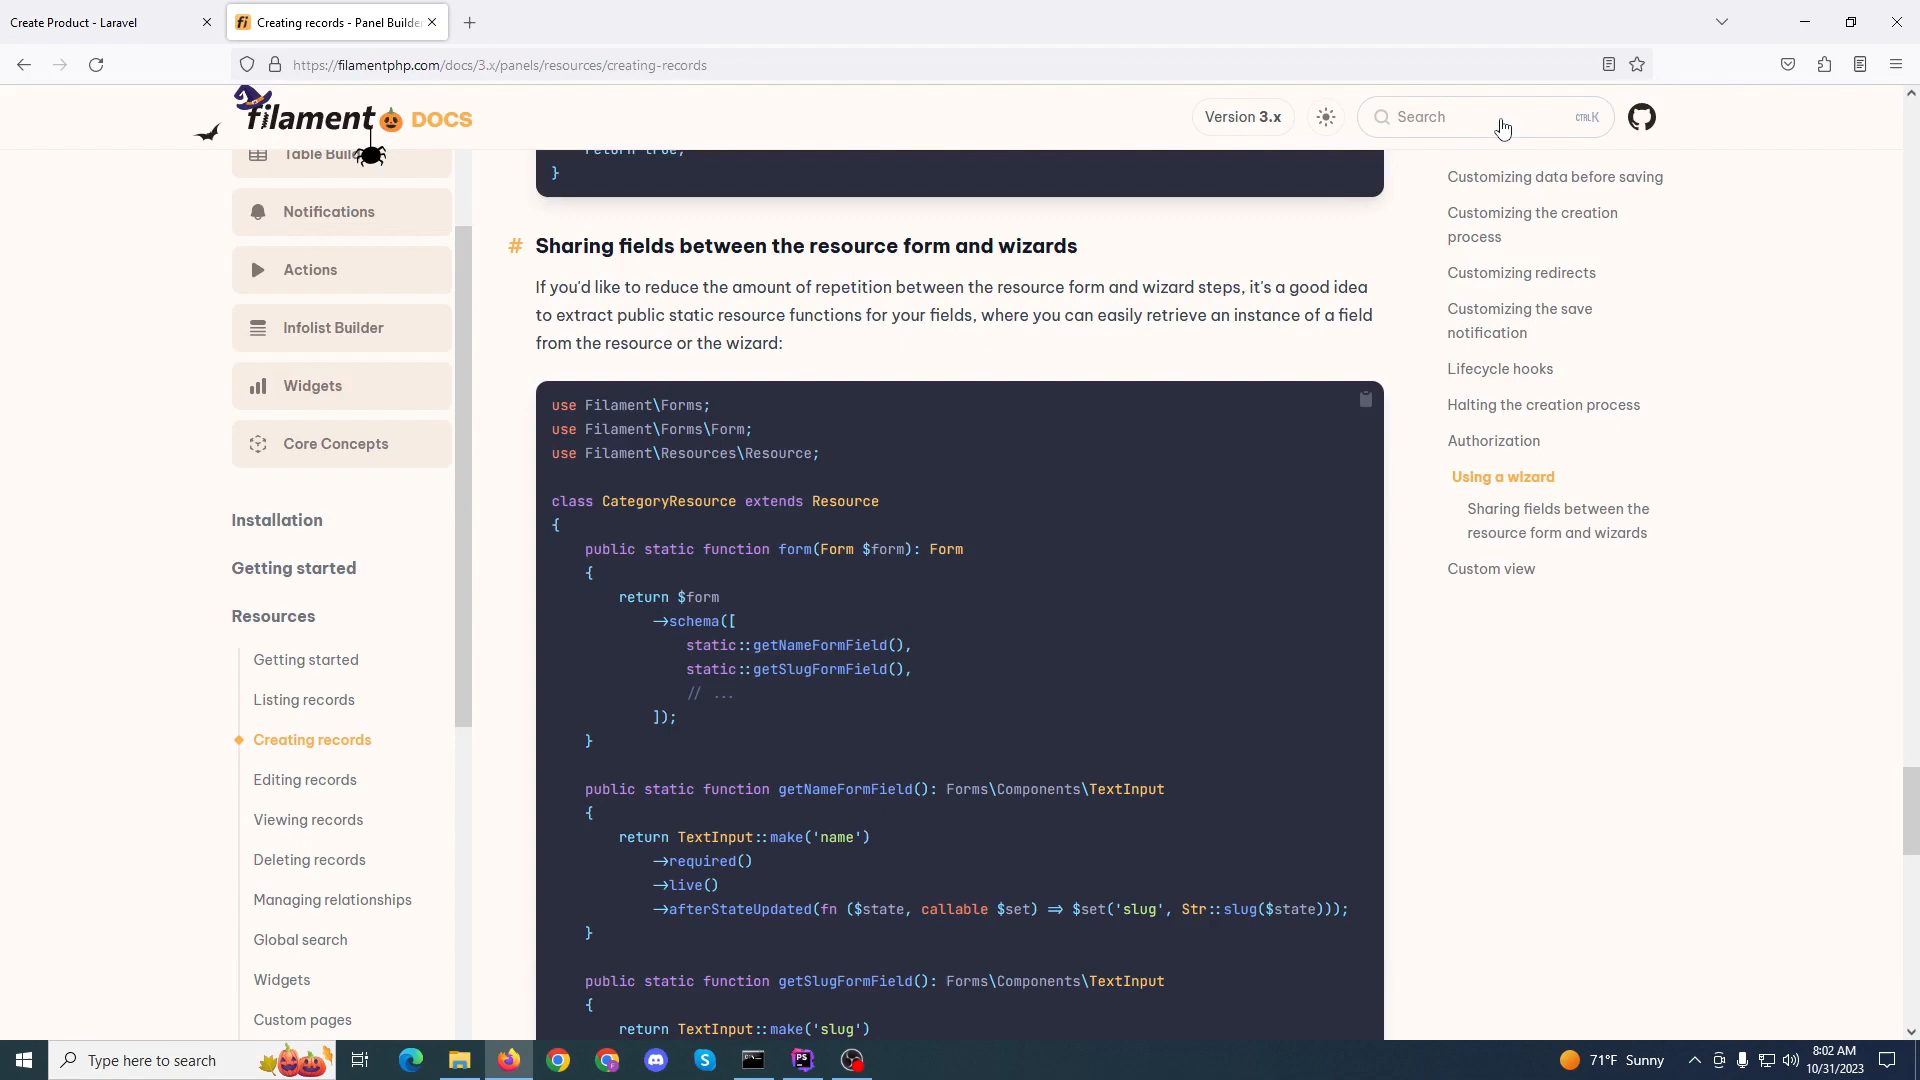 Create Product - Laravel
Creating records - Panel Builde
https://filamentphp.com/docs/3.x/panels/resources/creating-records
filament DOCS
Version 3.x
Search
CTRL K
Table Build
Notifications
Actions
Infolist Builder
Widgets
Core Concepts
Installation
Getting started
Resources
Getting started
Listing records
Creating records
Editing records
Viewing records
Deleting records
Managing relationships
Global search
Widgets
Custom pages
return true;
}
# Sharing fields between the resource form and wizards
If you'd like to reduce the amount of repetition between the resource form and wizard steps, it's a good idea
to extract public static resource functions for your fields, where you can easily retrieve an instance of a field
from the resource or the wizard:
use Filament\Forms;
use Filament\Forms\Form;
use Filament\Resources\Resource;
class CategoryResource extends Resource
{
public static function form(Form $form): Form
{
return $form
->schema([
static::getNameFormField(),
static::getSlugFormField(),
// ...
]);
}
public static function getNameFormField(): Forms\Components\TextInput
{
return TextInput::make('name')
->required()
->live()
->afterStateUpdated(fn ($state, callable $set) => $set('slug', Str::slug($state)));
}
public static function getSlugFormField(): Forms\Components\TextInput
{
return TextInput::make('slug')
Customizing data before saving
Customizing the creation
process
Customizing redirects
Customizing the save
notification
Lifecycle hooks
Halting the creation process
Authorization
Using a wizard
Sharing fields between the
resource form and wizards
Custom view
Type here to search
71°F Sunny
8:02 AM
10/31/2023